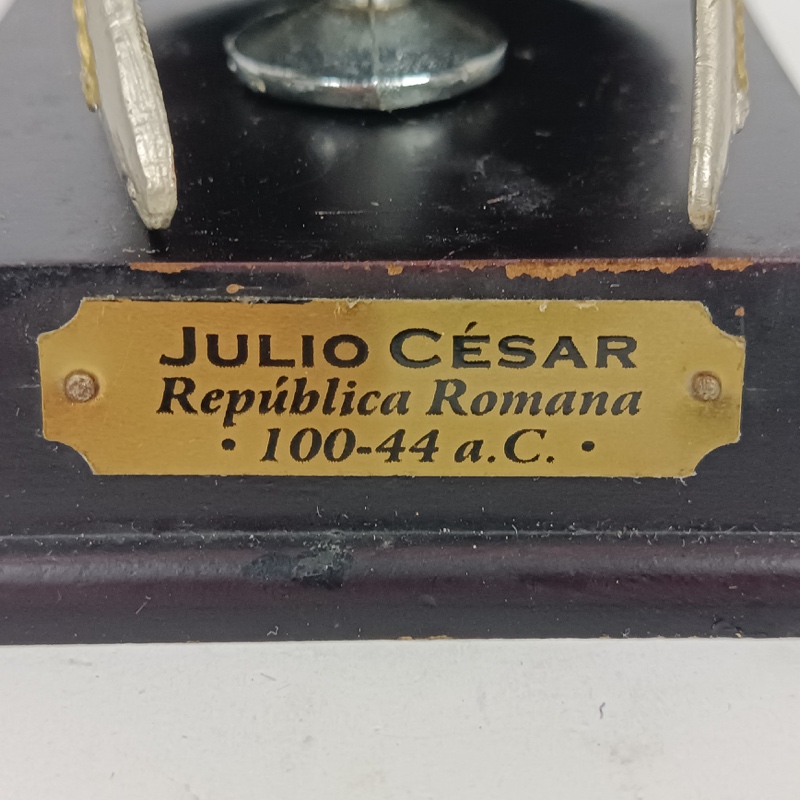 JULIO CÉSAR
República Romana
• 100-44 a.C. •